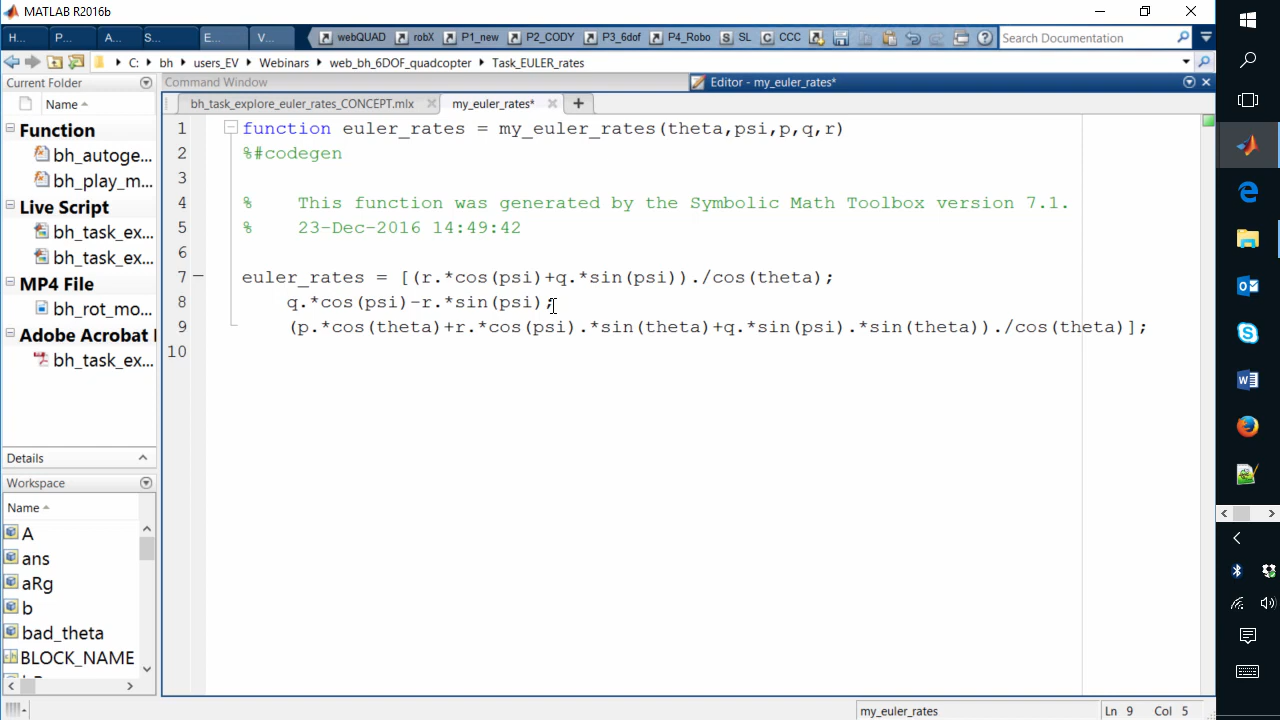 MATLAB R2016b
H... P... A... S... E... V... webQUAD robX P1_new P2_CODY P3_6dof P4_Robo SL CCC Search Documentation
C: bh users_EV Webinars web_bh_6DOF_quadcopter Task_EULER_rates
Current Folder
Name
Function
bh_autoge...
bh_play_m...
Live Script
bh_task_ex...
bh_task_ex...
MP4 File
bh_rot_mo...
Adobe Acrobat
bh_task_ex...
Details
Workspace
Name
A
ans
aRg
b
bad_theta
BLOCK_NAME
Command Window
Editor - my_euler_rates*
bh_task_explore_euler_rates_CONCEPT.mlx my_euler_rates*
1 function euler_rates = my_euler_rates(theta,psi,p,q,r)
2 %#codegen
3
4 % This function was generated by the Symbolic Math Toolbox version 7.1.
5 % 23-Dec-2016 14:49:42
6
7 euler_rates = [(r.*cos(psi)+q.*sin(psi))./cos(theta);
8 q.*cos(psi)-r.*sin(psi);
9 (p.*cos(theta)+r.*cos(psi).*sin(theta)+q.*sin(psi).*sin(theta))./cos(theta)];
10
my_euler_rates Ln 9 Col 5